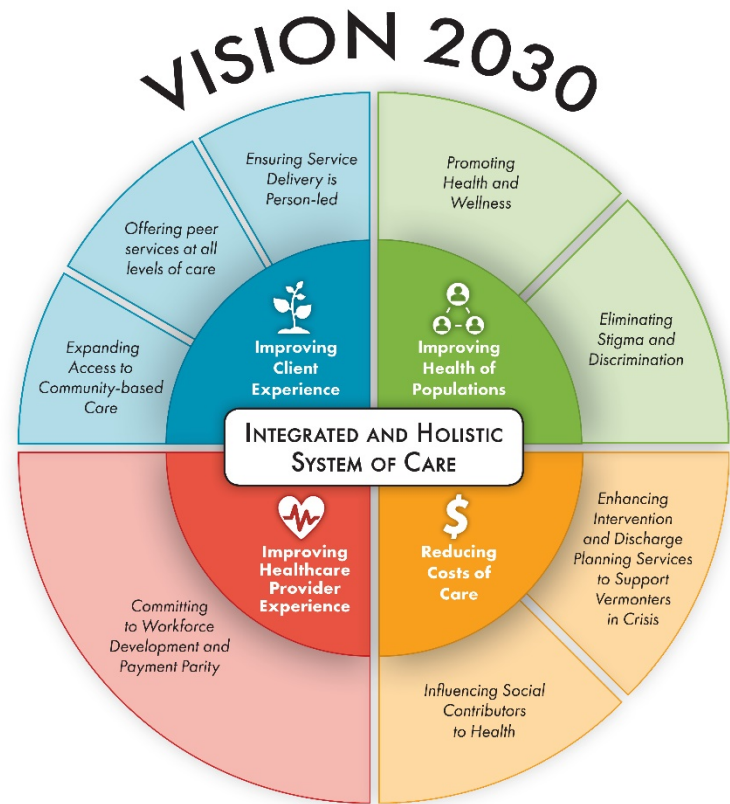 VISION 2030
Ensuring Service
Delivery is
Person-led
Offering peer
services at all
levels of care
Expanding
Access to
Community-based
Care
Improving
Client
Experience
Promoting
Health and
Wellness
Eliminating
Stigma and
Discrimination
Improving
Health of
Populations
INTEGRATED AND HOLISTIC
SYSTEM OF CARE
Improving
Healthcare
Provider
Experience
Committing
to Workforce
Development and
Payment Parity
$
Reducing
Costs of
Care
Enhancing
Intervention
and Discharge
Planning Services
to Support
Vermonters
in Crisis
Influencing Social
Contributors
to Health